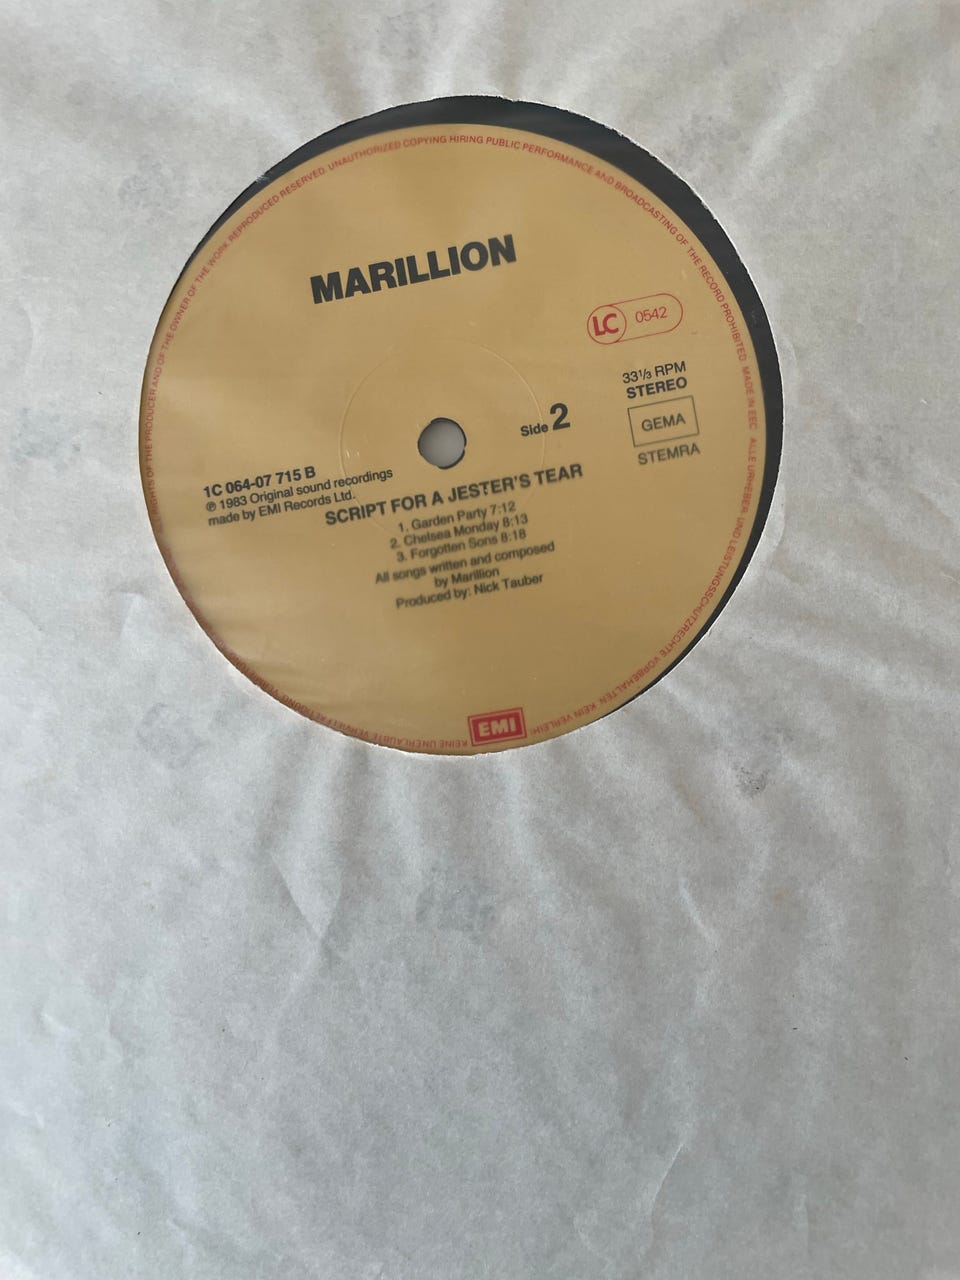 MARILLION
LC 0542
33⅓ RPM
STEREO
GEMA
STEMRA
Side 2
1C 064-07 715 B
℗ 1983 Original sound recordings
made by EMI Records Ltd.
SCRIPT FOR A JESTER'S TEAR
1. Garden Party 7:12
2. Chelsea Monday 8:13
3. Forgotten Sons 8:18
All songs written and composed
by Marillion
Produced by: Nick Tauber
EMI
RIGHTS OF THE PRODUCER AND OF THE OWNER OF THE WORK REPRODUCED RESERVED. UNAUTHORIZED COPYING HIRING PUBLIC PERFORMANCE AND BROADCASTING OF THE RECORD PROHIBITED. MADE IN EEC ALLE URHEBER- UND LEISTUNGSSCHUTZRECHTE VORBEHALTEN KEIN VERLEIH!
KEINE UNERLAUBTE VERVIELFÄLTIGUNG